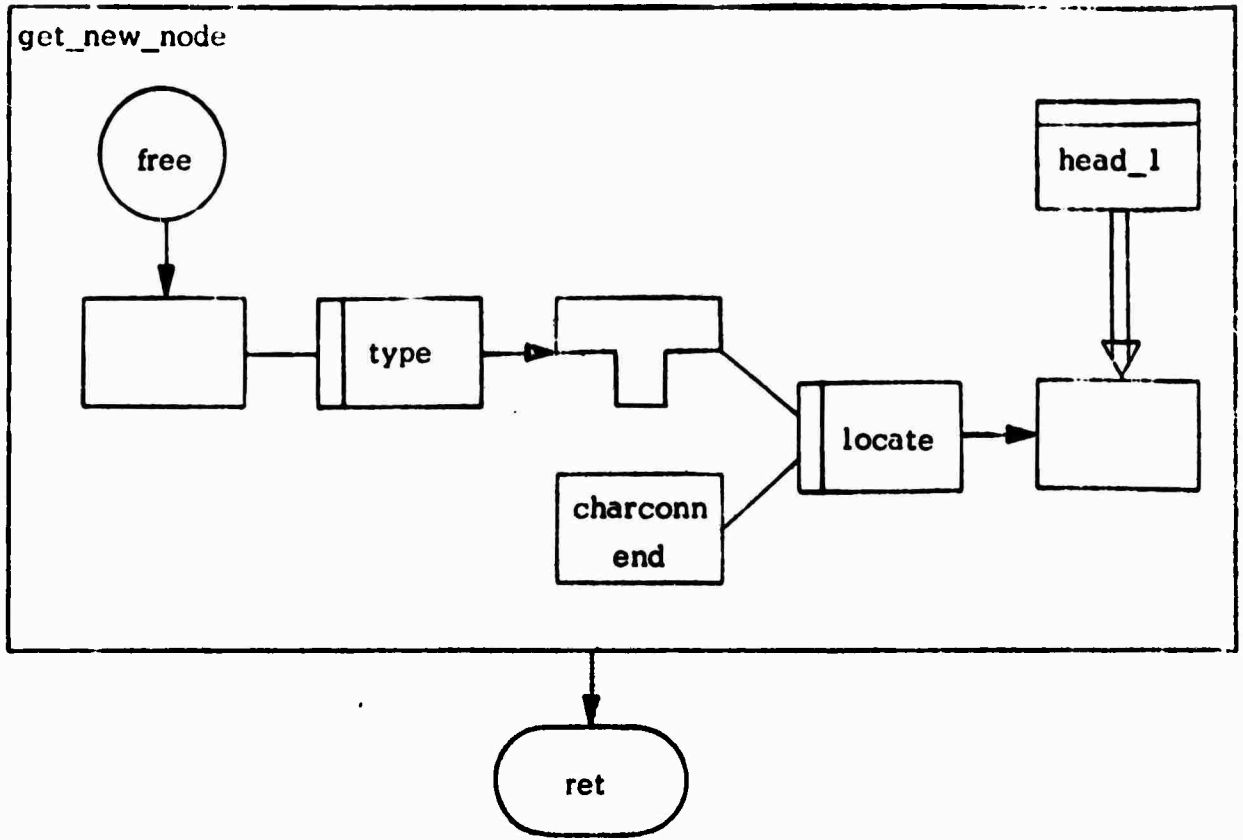 get_new_node
free
head_1
type
locate
charconn
end
ret